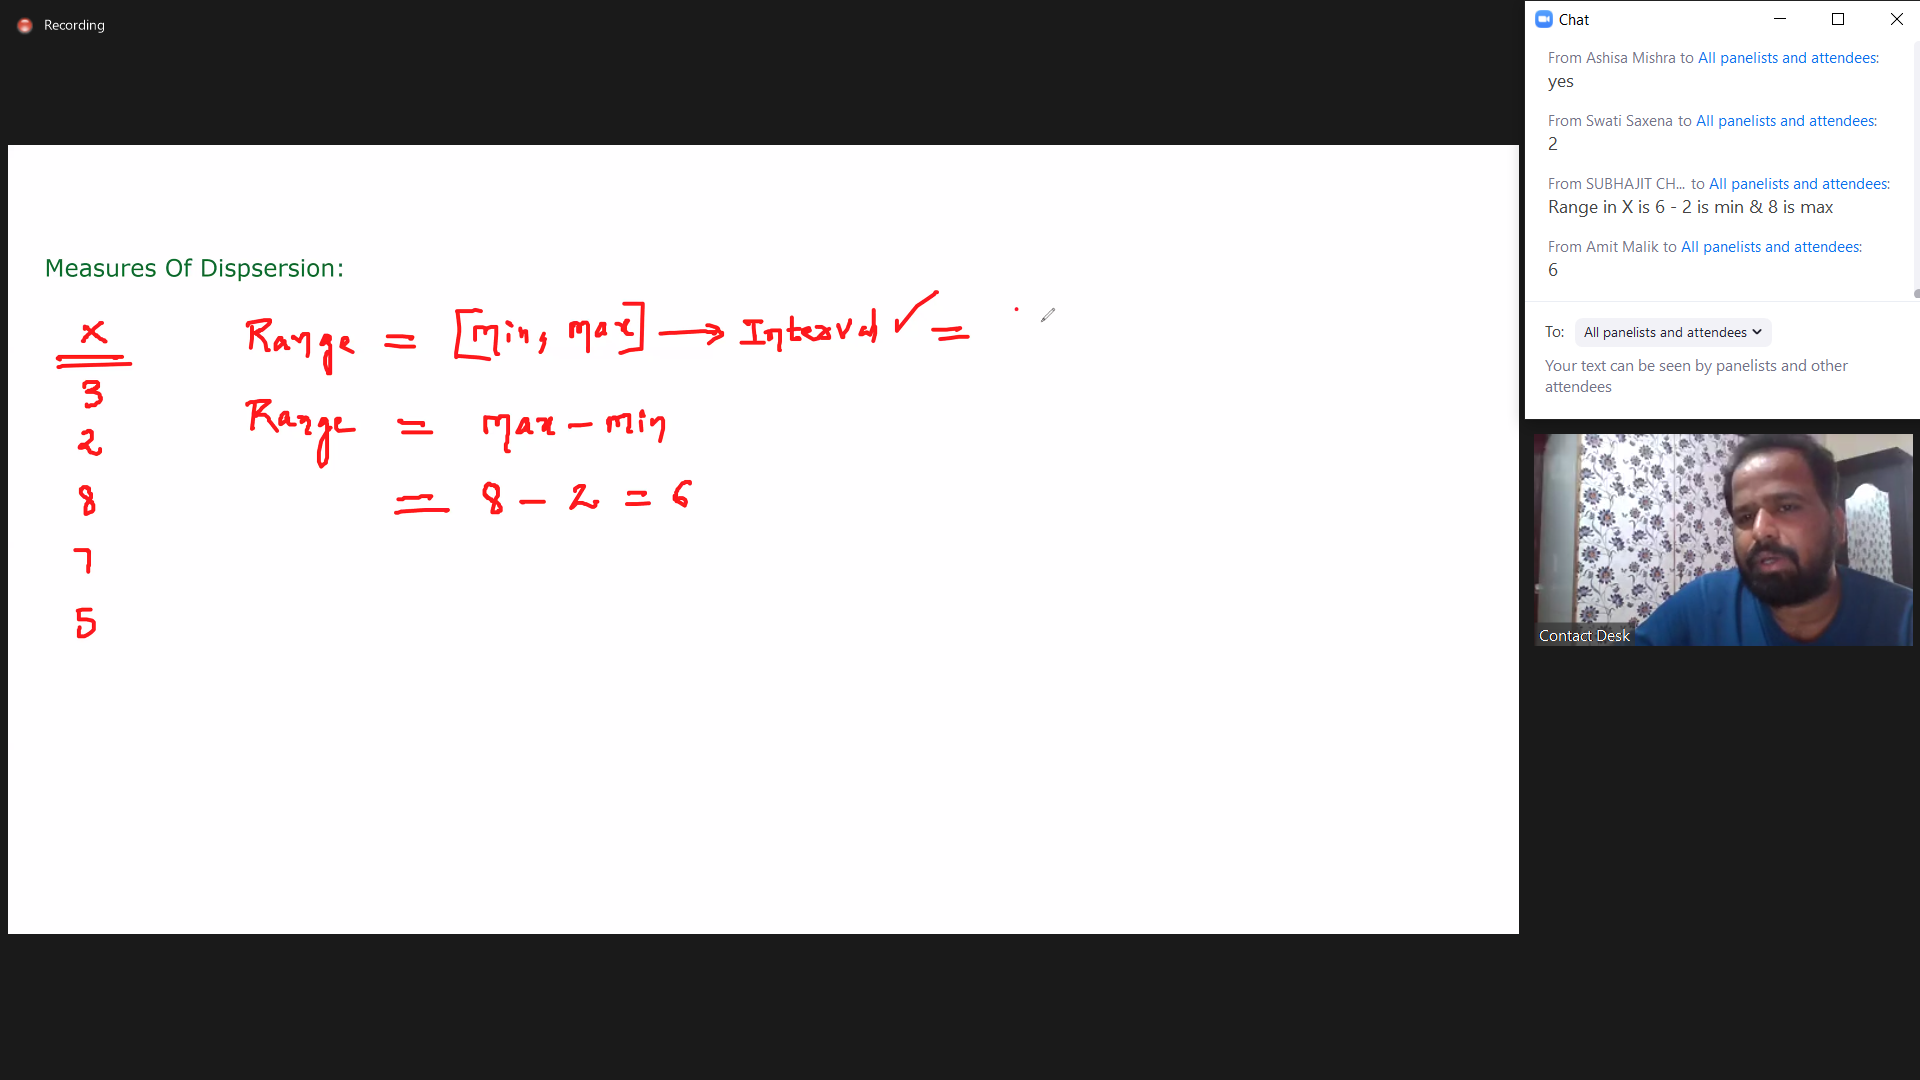 Recording
Measures Of Dispsersion:
X
3
2
8
7
5
Range = [min, max] → Interval ✓ =
Range = max - min
= 8 - 2 = 6
Chat
From Ashisa Mishra to All panelists and attendees:
yes
From Swati Saxena to All panelists and attendees:
2
From SUBHAJIT CH... to All panelists and attendees:
Range in X is 6 - 2 is min & 8 is max
From Amit Malik to All panelists and attendees:
6
To: All panelists and attendees
Your text can be seen by panelists and other
attendees
Contact Desk